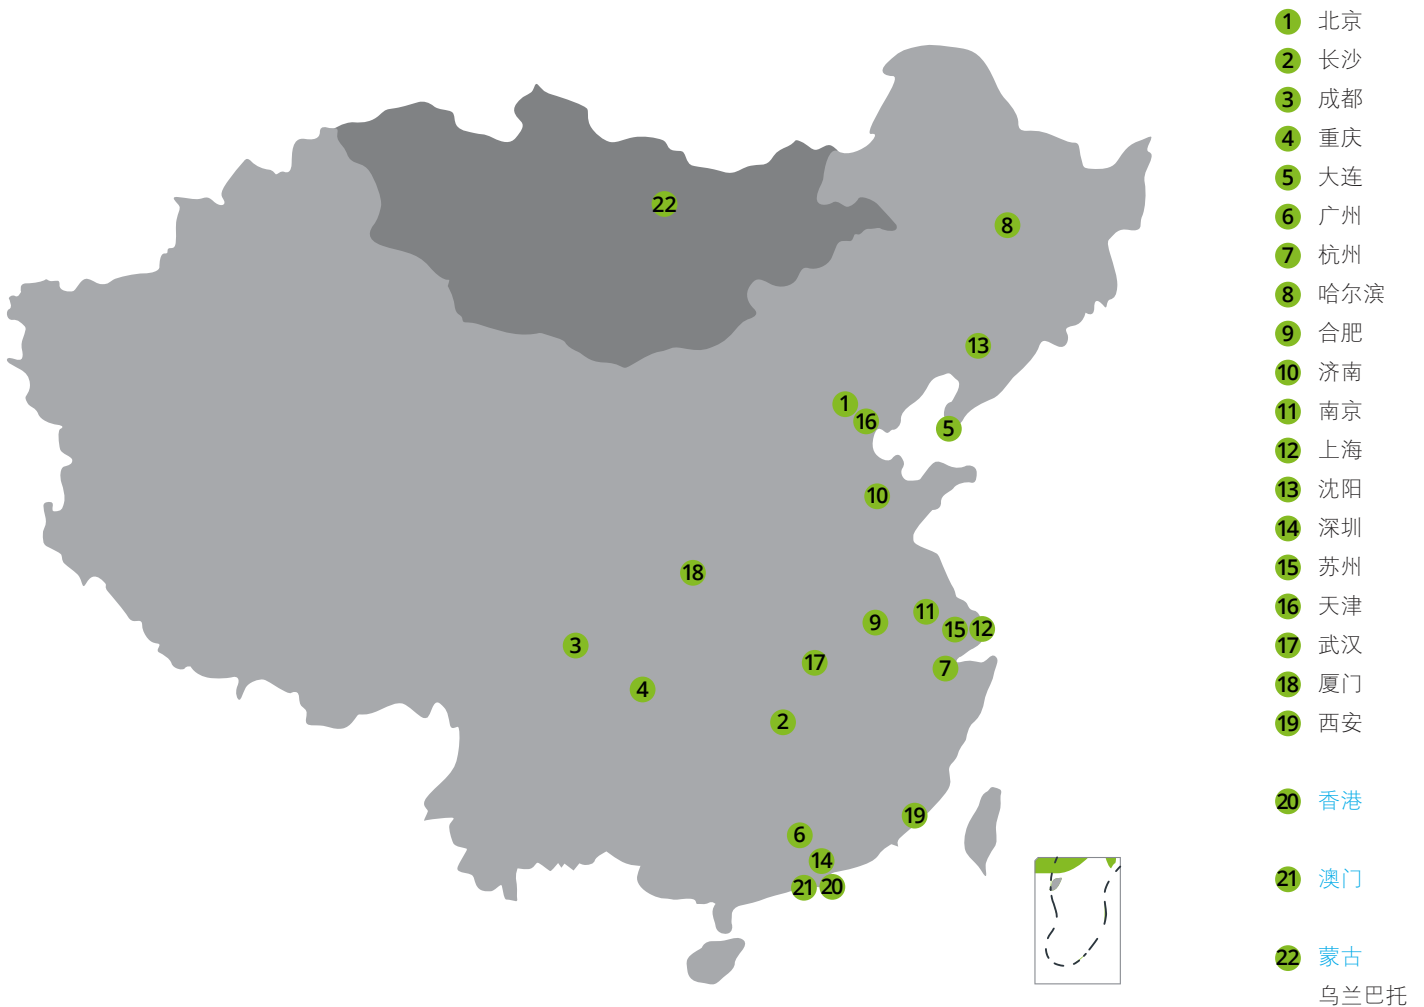 1 北京
2 长沙
3 成都
4 重庆
5 大连
6 广州
7 杭州
8 哈尔滨
9 合肥
10 济南
11 南京
12 上海
13 沈阳
14 深圳
15 苏州
16 天津
17 武汉
18 厦门
19 西安
20 香港
21 澳门
22 蒙古
乌兰巴托
22
8
13
1
16
5
10
18
11
9
15
12
3
17
7
4
2
19
6
14
21
20